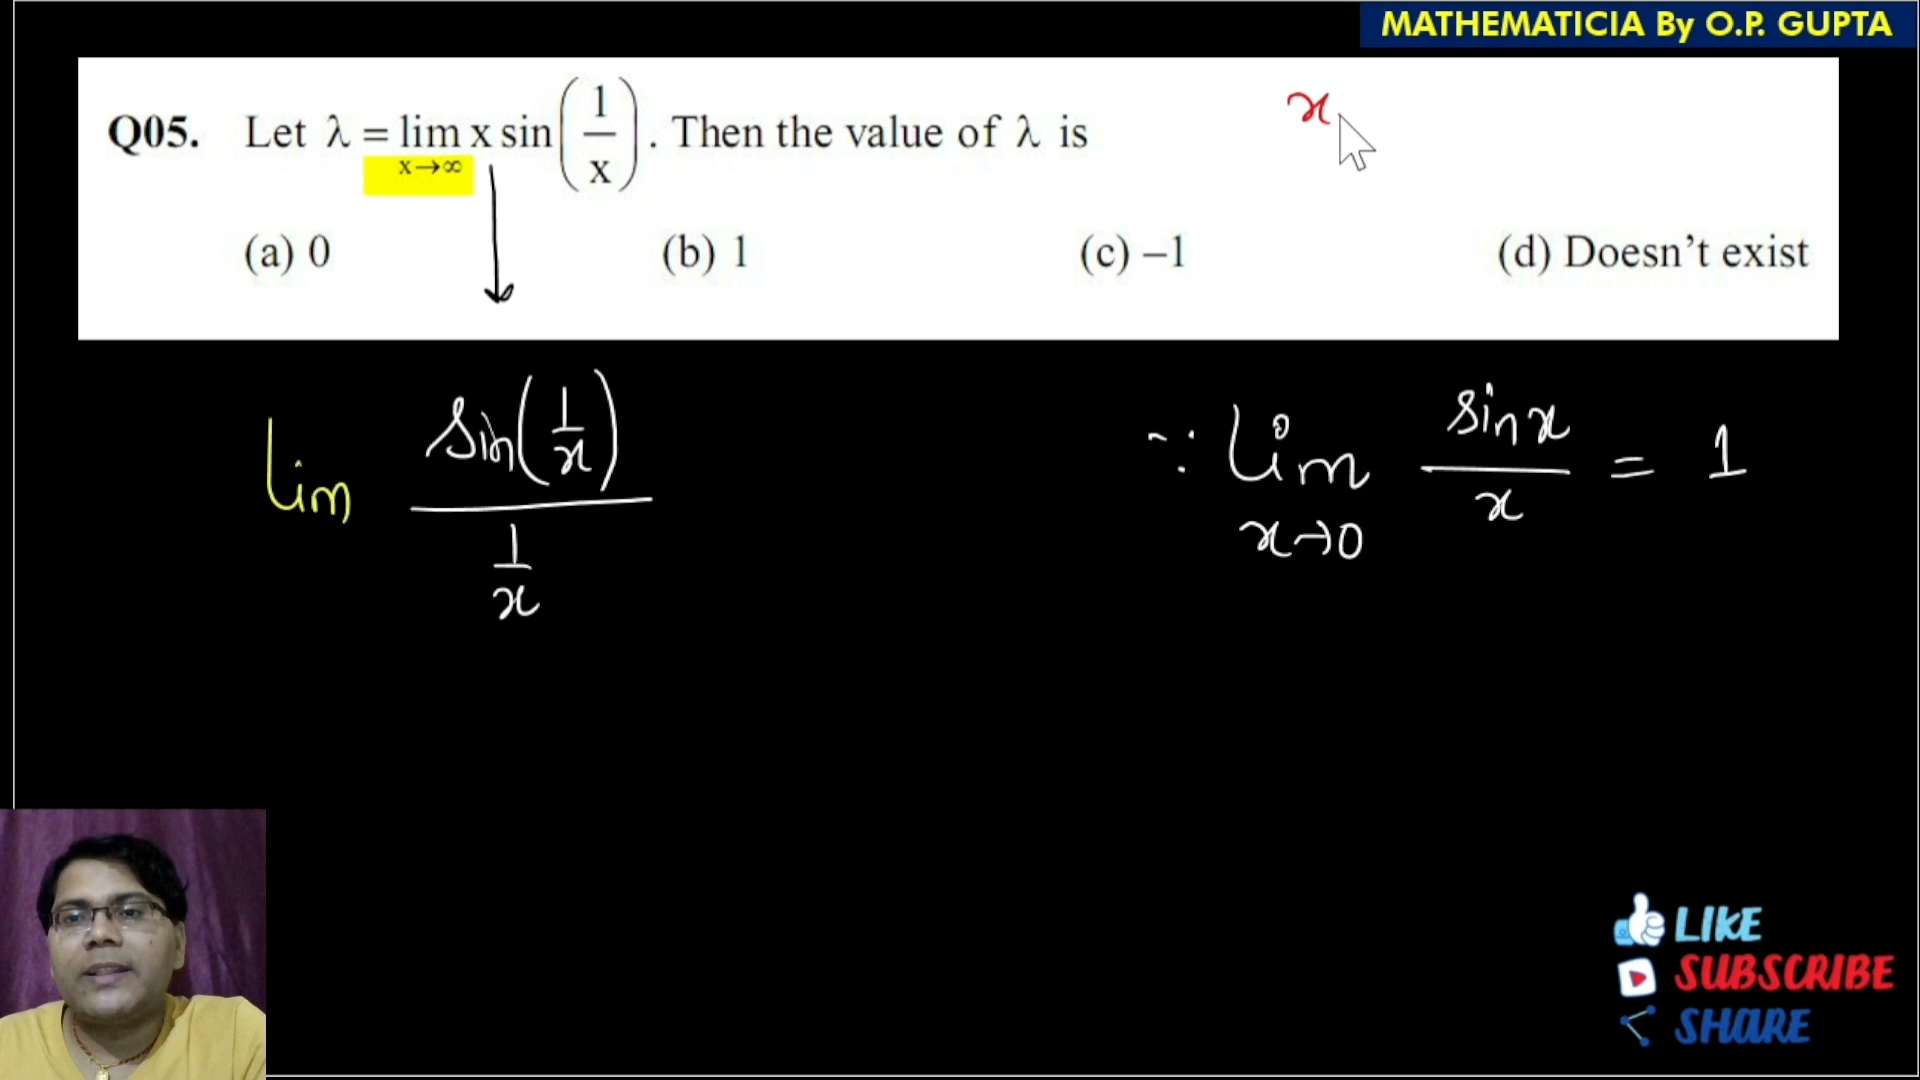 MATHEMATICIA By O.P. GUPTA
Q05. Let λ = lim x sin(1/x). Then the value of λ is
x→∞
x
(a) 0 (b) 1 (c) –1 (d) Doesn’t exist
lim sin(1/x) / (1/x)
∵ lim sin x / x = 1
x→0
LIKE
SUBSCRIBE
SHARE